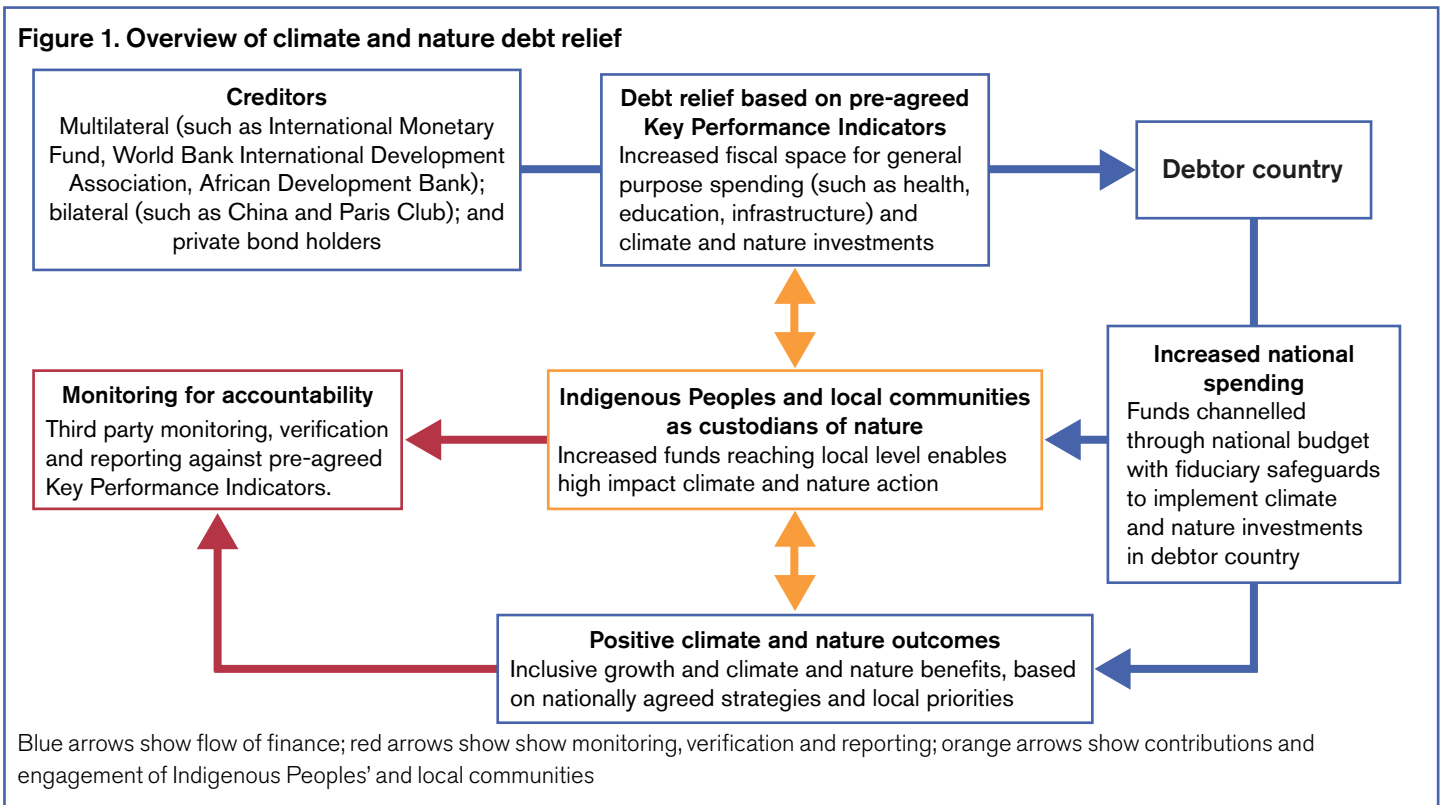 Figure 1. Overview of climate and nature debt relief
Creditors
Multilateral (such as International Monetary
Fund, World Bank International Development
Association, African Development Bank);
bilateral (such as China and Paris Club); and
private bond holders
Debt relief based on pre-agreed
Key Performance Indicators
Increased fiscal space for general
purpose spending (such as health,
education, infrastructure) and
climate and nature investments
Debtor country
Increased national
spending
Funds channelled
through national budget
with fiduciary safeguards
to implement climate
and nature investments
in debtor country
Indigenous Peoples and local communities
as custodians of nature
Increased funds reaching local level enables
high impact climate and nature action
Monitoring for accountability
Third party monitoring, verification
and reporting against pre-agreed
Key Performance Indicators.
Positive climate and nature outcomes
Inclusive growth and climate and nature benefits, based
on nationally agreed strategies and local priorities
Blue arrows show flow of finance; red arrows show show monitoring, verification and reporting; orange arrows show contributions and
engagement of Indigenous Peoples' and local communities